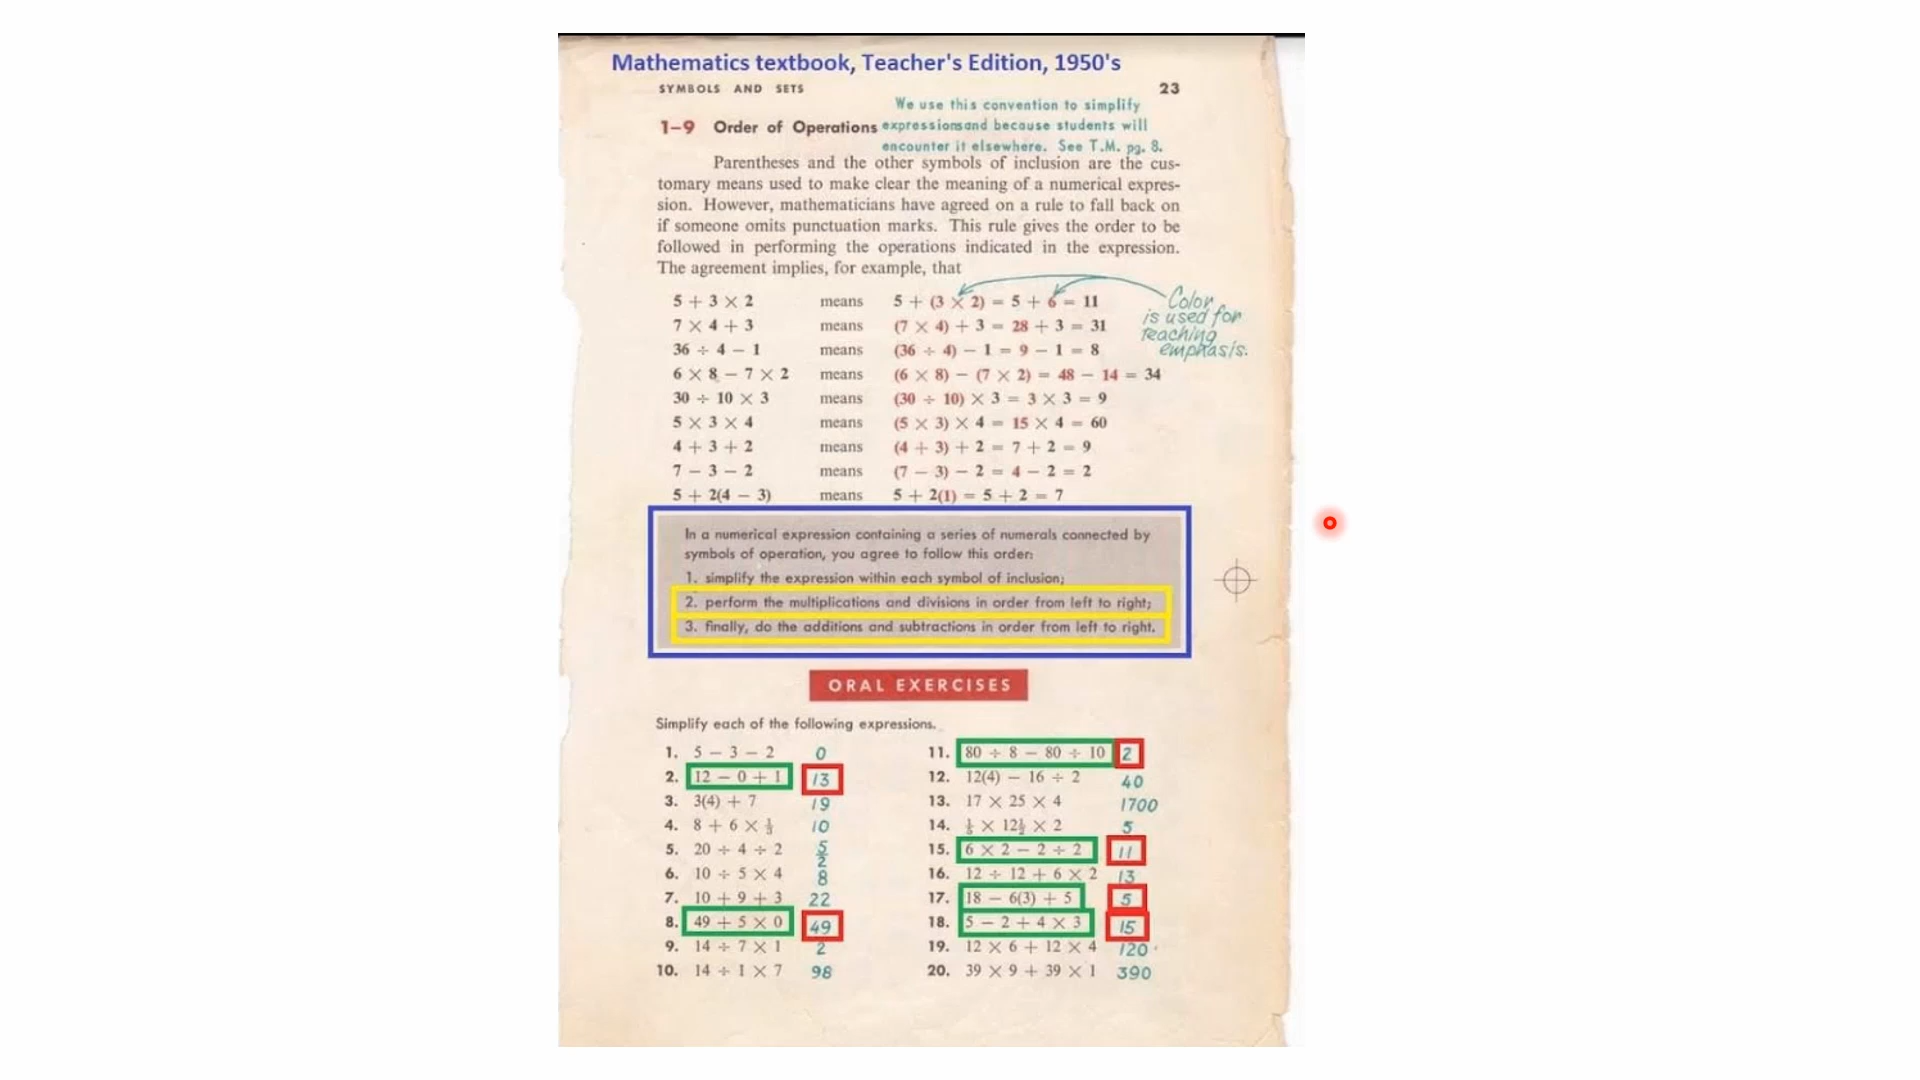 Mathematics textbook, Teacher's Edition, 1950's
SYMBOLS AND SETS 23
We use this convention to simplify
1–9 Order of Operations expressionsand because students will
encounter it elsewhere. See T.M. pg. 8.
Parentheses and the other symbols of inclusion are the cus-
tomary means used to make clear the meaning of a numerical expres-
sion. However, mathematicians have agreed on a rule to fall back on
if someone omits punctuation marks. This rule gives the order to be
followed in performing the operations indicated in the expression.
The agreement implies, for example, that
5 + 3 × 2 means 5 + (3 × 2) = 5 + 6 = 11
7 × 4 + 3 means (7 × 4) + 3 = 28 + 3 = 31
36 ÷ 4 − 1 means (36 ÷ 4) − 1 = 9 − 1 = 8
6 × 8 − 7 × 2 means (6 × 8) − (7 × 2) = 48 − 14 = 34
30 ÷ 10 × 3 means (30 ÷ 10) × 3 = 3 × 3 = 9
5 × 3 × 4 means (5 × 3) × 4 = 15 × 4 = 60
4 + 3 + 2 means (4 + 3) + 2 = 7 + 2 = 9
7 − 3 − 2 means (7 − 3) − 2 = 4 − 2 = 2
5 + 2(4 − 3) means 5 + 2(1) = 5 + 2 = 7
Color
is used for
teaching
emphasis.
In a numerical expression containing a series of numerals connected by
symbols of operation, you agree to follow this order:
1. simplify the expression within each symbol of inclusion;
2. perform the multiplications and divisions in order from left to right;
3. finally, do the additions and subtractions in order from left to right.
ORAL EXERCISES
Simplify each of the following expressions.
1. 5 − 3 − 2 0
2. 12 − 0 + 1 13
3. 3(4) + 7 19
4. 8 + 6 × ⅓ 10
5. 20 ÷ 4 ÷ 2 5/2
6. 10 ÷ 5 × 4 8
7. 10 + 9 + 3 22
8. 49 + 5 × 0 49
9. 14 ÷ 7 × 1 2
10. 14 ÷ 1 × 7 98
11. 80 ÷ 8 − 80 ÷ 10 2
12. 12(4) − 16 ÷ 2 40
13. 17 × 25 × 4 1700
14. × 12½ × 2 5
15. 6 × 2 − 2 ÷ 2 11
16. 12 ÷ 12 + 6 × 2 13
17. 18 − 6(3) + 5 5
18. 5 − 2 + 4 × 3 15
19. 12 × 6 + 12 × 4 120
20. 39 × 9 + 39 × 1 390